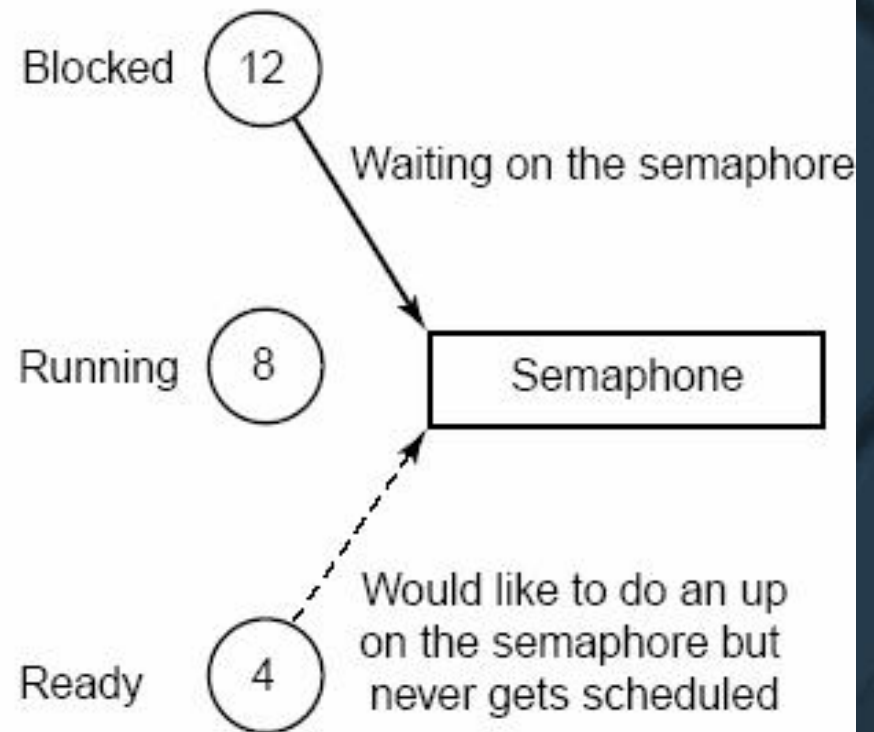 Blocked 12
Waiting on the semaphore
Running 8
Semaphone
Would like to do an up
on the semaphore but
never gets scheduled
Ready 4